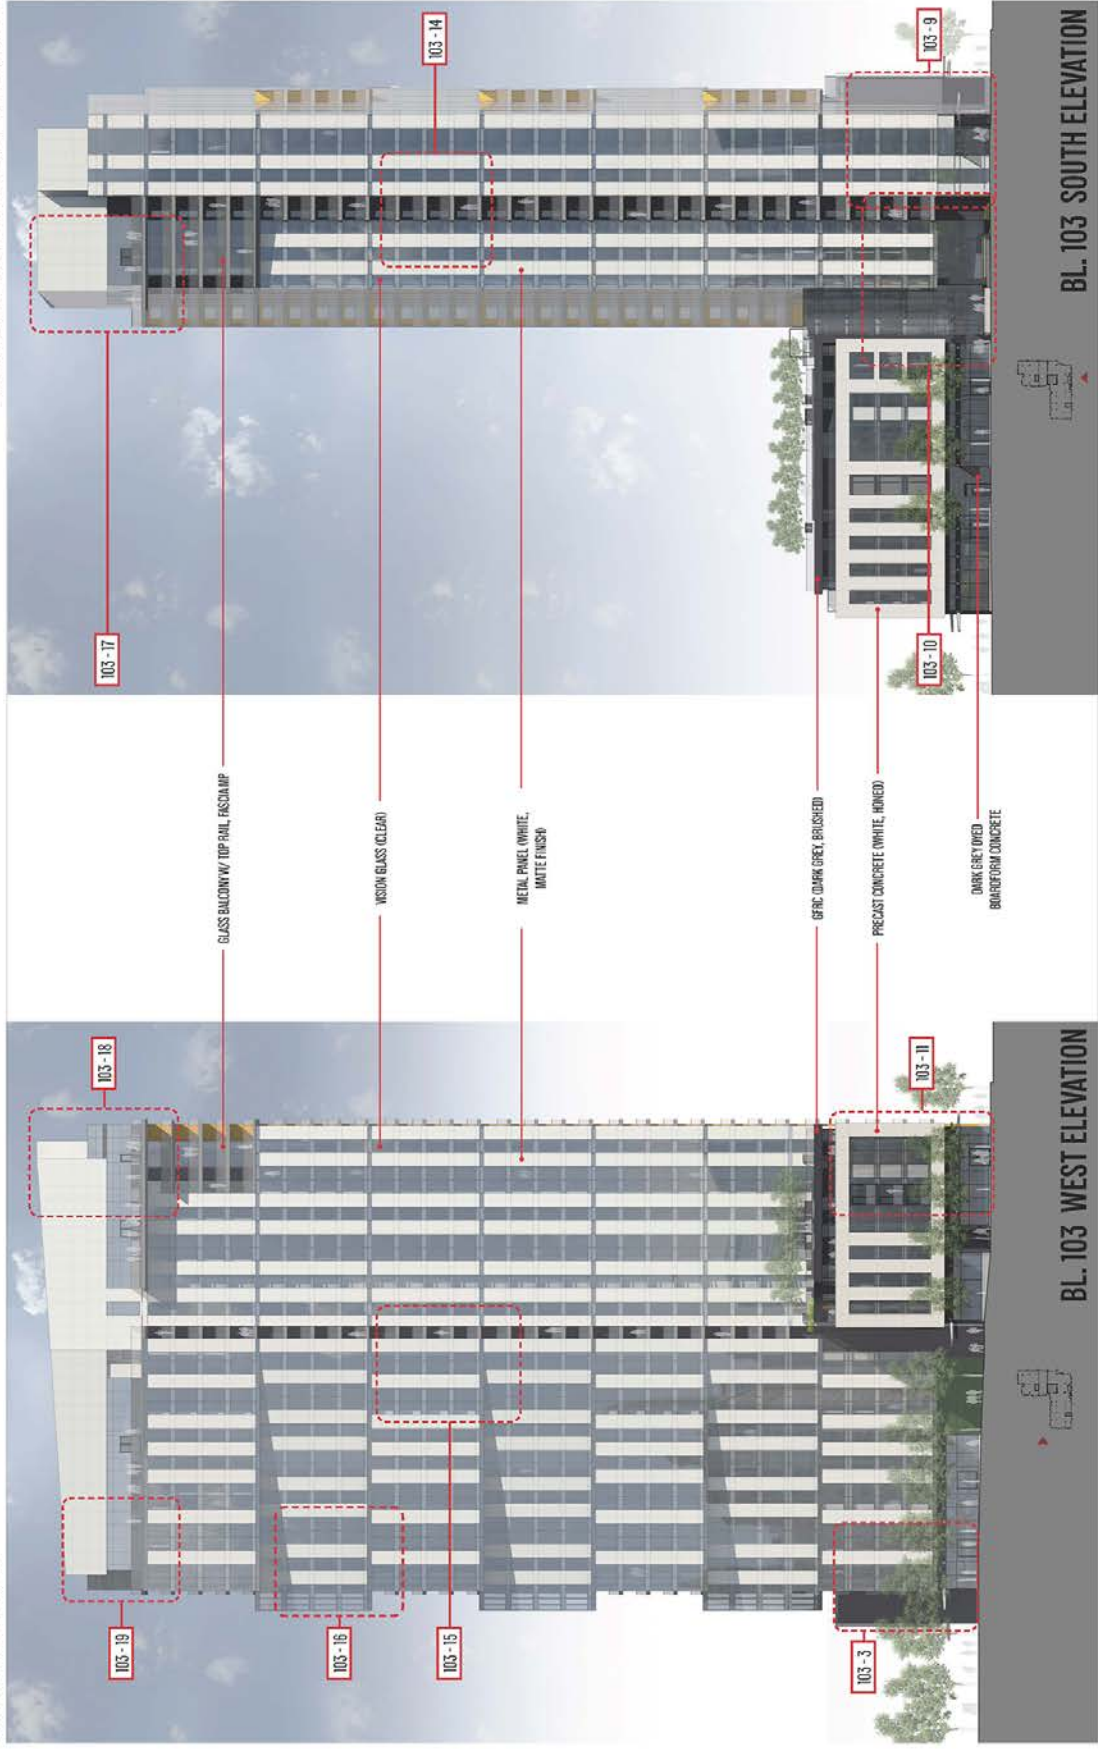 103 - 19
103 - 16
103 - 15
103 - 3
103 - 18
103 - 11
BL. 103 WEST ELEVATION
GLASS BALCONY W/ TOP RAIL, FASCIA MP
VISION GLASS (CLEAR)
METAL PANEL (WHITE,
MATTE FINISH)
GFRC (DARK GREY, BRUSHED)
PRECAST CONCRETE (WHITE, HONED)
DARK GREY DYED
BOARDFORM CONCRETE
103 - 17
103 - 10
103 - 14
103 - 9
BL. 103 SOUTH ELEVATION